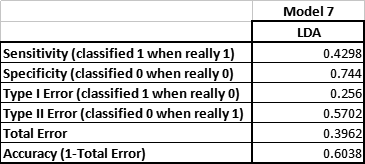 Model 7
LDA
Sensitivity (classified 1 when really 1) 0.4298
Specificity (classified 0 when really 0) 0.744
Type I Error (classified 1 when really 0) 0.256
Type II Error (classified 0 when really 1) 0.5702
Total Error 0.3962
Accuracy (1-Total Error) 0.6038